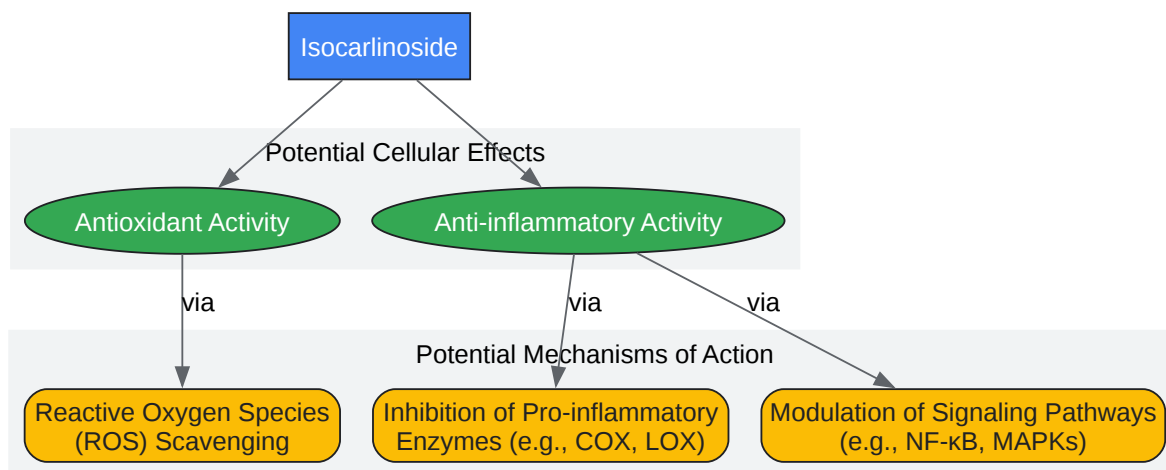 Isocarlinoside
Potential Cellular Effects
Antioxidant Activity
Anti-inflammatory Activity
via
via
via
Potential Mechanisms of Action
Reactive Oxygen Species
(ROS) Scavenging
Inhibition of Pro-inflammatory
Enzymes (e.g., COX, LOX)
Modulation of Signaling Pathways
(e.g., NF-κB, MAPKs)